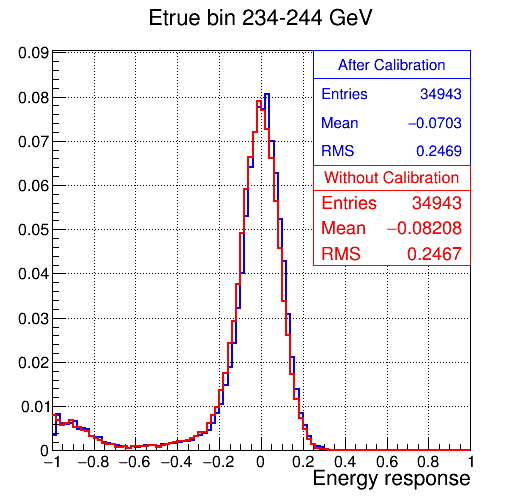 Etrue bin 234-244 GeV
After Calibration
Entries 34943
Mean −0.0703
RMS 0.2469
Without Calibration
Entries 34943
Mean −0.08208
RMS 0.2467
0.09
0.08
0.07
0.06
0.05
0.04
0.03
0.02
0.01
0
−1 −0.8 −0.6 −0.4 −0.2 0 0.2 0.4 0.6 0.8 1
Energy response